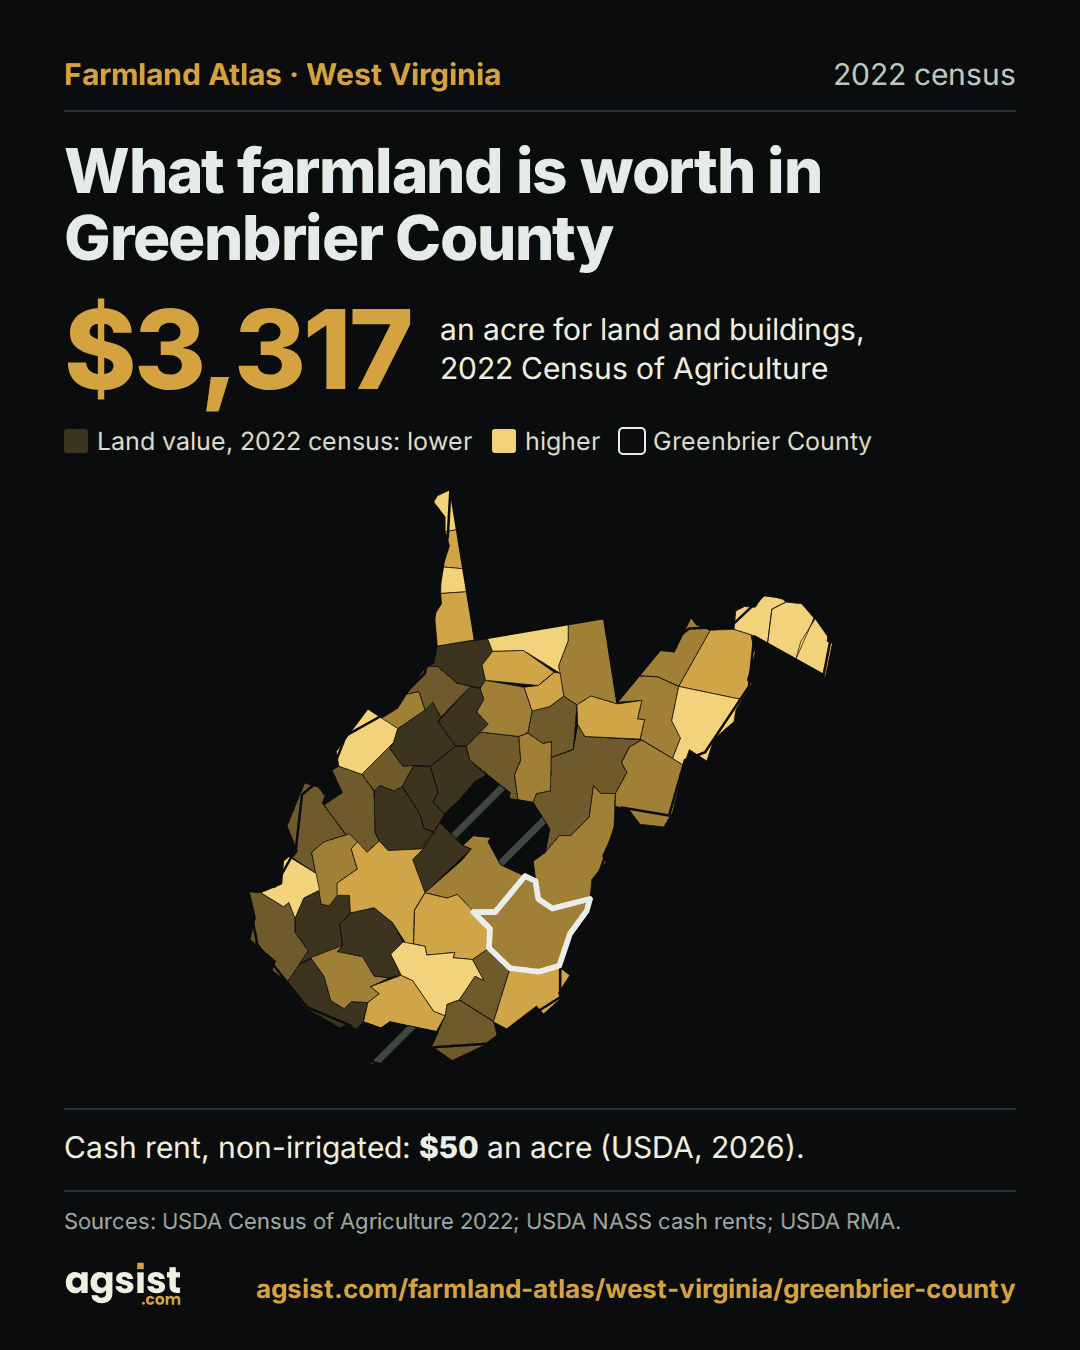 Farmland Atlas · West Virginia
2022 census
What farmland is worth in
Greenbrier County
$3,317
an acre for land and buildings,
2022 Census of Agriculture
Land value, 2022 census: lower
higher
Greenbrier County
Cash rent, non-irrigated: $50 an acre (USDA, 2026).
Sources: USDA Census of Agriculture 2022; USDA NASS cash rents; USDA RMA.
agsist
.com
agsist.com/farmland-atlas/west-virginia/greenbrier-county